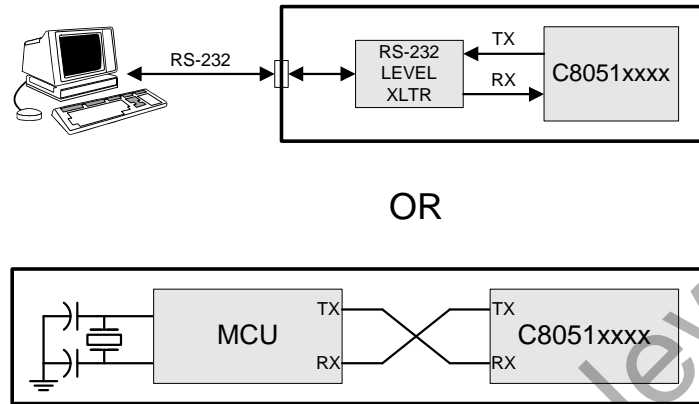 RS-232
RS-232
LEVEL
XLTR
TX
RX
C8051xxxx
OR
MCU
TX
RX
TX
RX
C8051xxxx